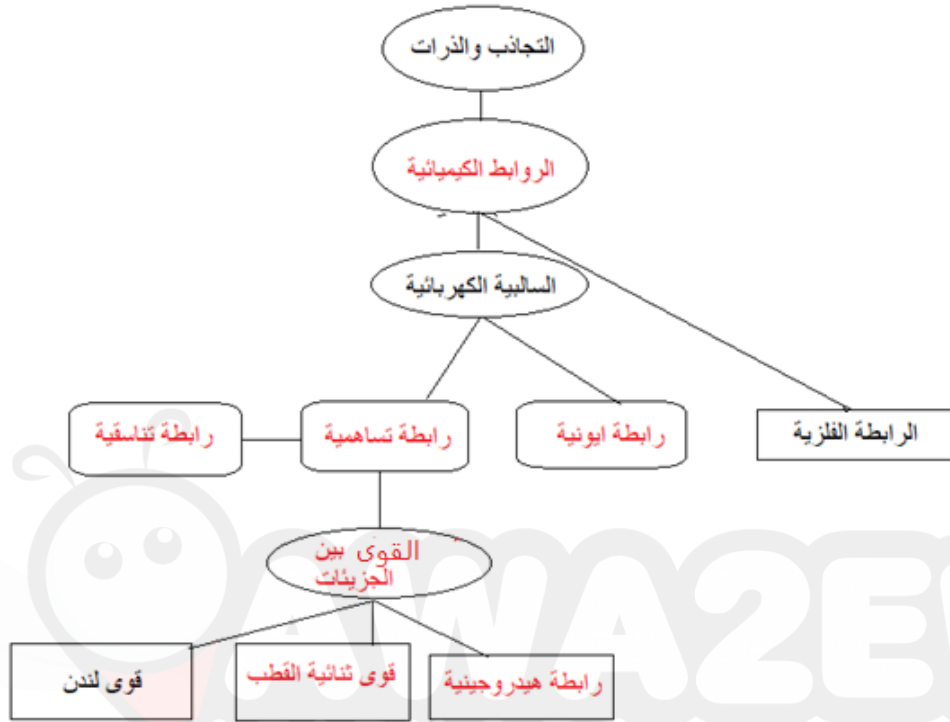 التجاذب والذرات
الروابط الكيميائية
السالبية الكهربائية
الرابطة الفلزية
رابطة ايونية
رابطة تساهمية
رابطة تناسقية
القوى بين
الجزيئات
رابطة هيدروجينية
قوى ثنائية القطب
قوى لندن